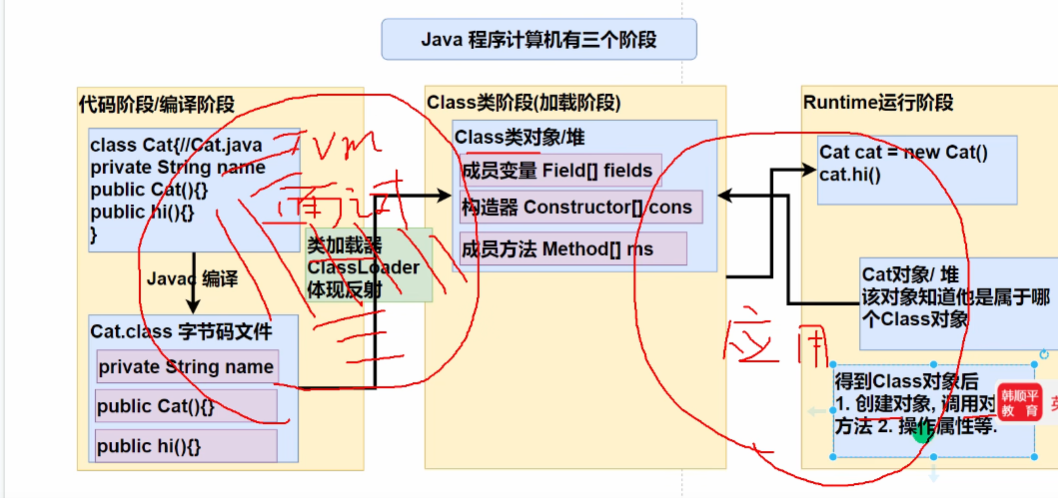 Java 程序计算机有三个阶段
代码阶段/编译阶段
class Cat{//Cat.java
private String name
public Cat(){}
public hi(){}
}
Javac 编译
Cat.class 字节码文件
private String name
public Cat(){}
public hi(){}
JVM
面试
类加载器
ClassLoader
体现反射
Class类阶段(加载阶段)
Class类对象/堆
成员变量 Field[] fields
构造器 Constructor[] cons
成员方法 Method[] ms
应用
Runtime运行阶段
Cat cat = new Cat()
cat.hi()
Cat对象/ 堆
该对象知道他是属于哪
个Class对象
得到Class对象后
1. 创建对象, 调用对
方法 2. 操作属性等.
韩顺平
教 育